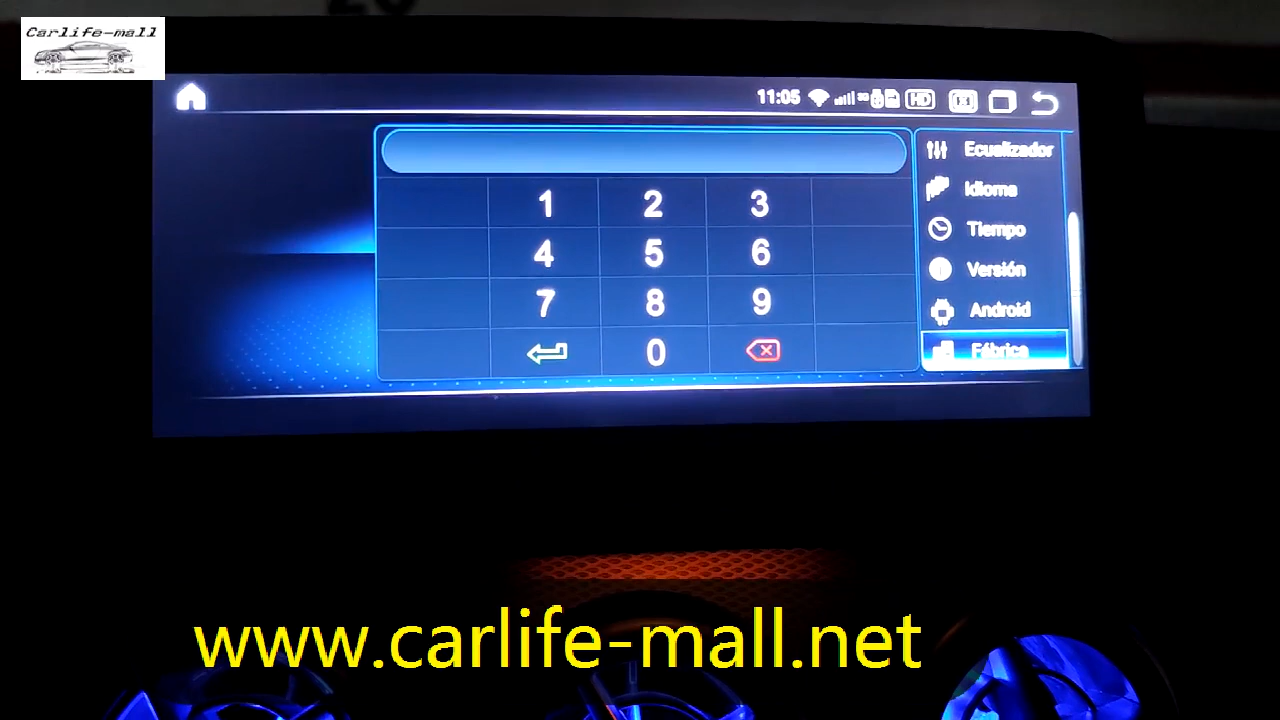 Carlife-mall
11:05
HD
Ecualizador
Idioma
Tiempo
Versión
Android
Fábrica
1 2 3
4 5 6
7 8 9
0
www.carlife-mall.net